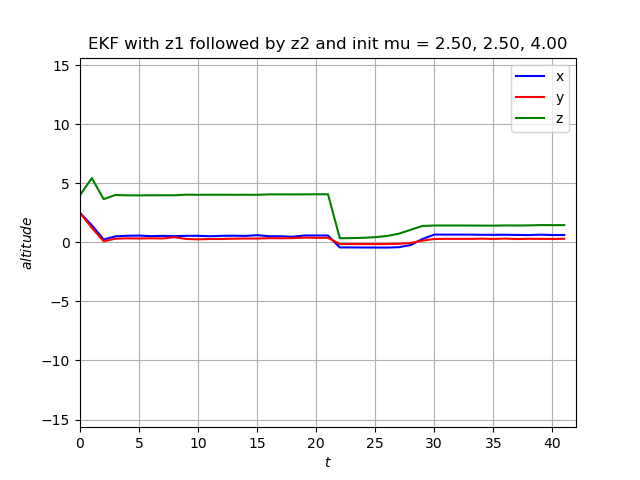 EKF with z1 followed by z2 and init mu = 2.50, 2.50, 4.00
15
10
5
0
−5
−10
−15
altitude
x
y
z
0 5 10 15 20 25 30 35 40
t